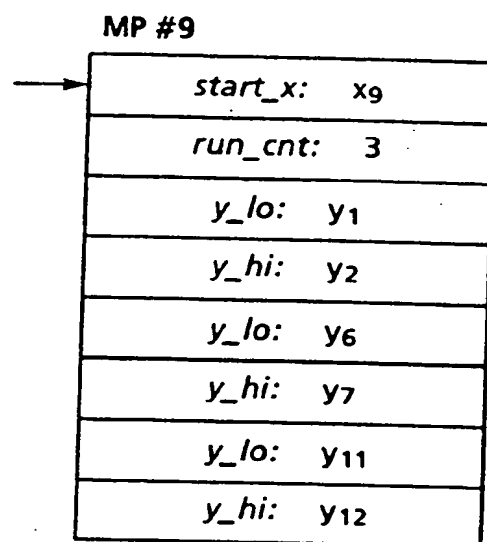 MP #9
start_x: x9
run_cnt: 3
y_lo: y1
y_hi: y2
y_lo: y6
y_hi: y7
y_lo: y11
y_hi: y12